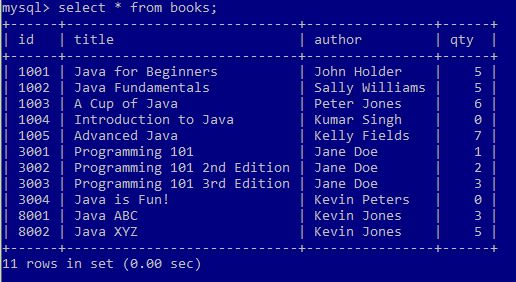 mysql> select * from books;
+------+----------------------------+----------------+------+
| id   | title                      | author         | qty  |
+------+----------------------------+----------------+------+
| 1001 | Java for Beginners         | John Holder    |    5 |
| 1002 | Java Fundamentals          | Sally Williams |    5 |
| 1003 | A Cup of Java              | Peter Jones    |    6 |
| 1004 | Introduction to Java       | Kumar Singh    |    0 |
| 1005 | Advanced Java              | Kelly Fields   |    7 |
| 3001 | Programming 101            | Jane Doe       |    1 |
| 3002 | Programming 101 2nd Edition | Jane Doe       |    2 |
| 3003 | Programming 101 3rd Edition | Jane Doe       |    3 |
| 3004 | Java is Fun!               | Kevin Peters   |    0 |
| 8001 | Java ABC                   | Kevin Jones    |    3 |
| 8002 | Java XYZ                   | Kevin Jones    |    5 |
+------+----------------------------+----------------+------+
11 rows in set (0.00 sec)